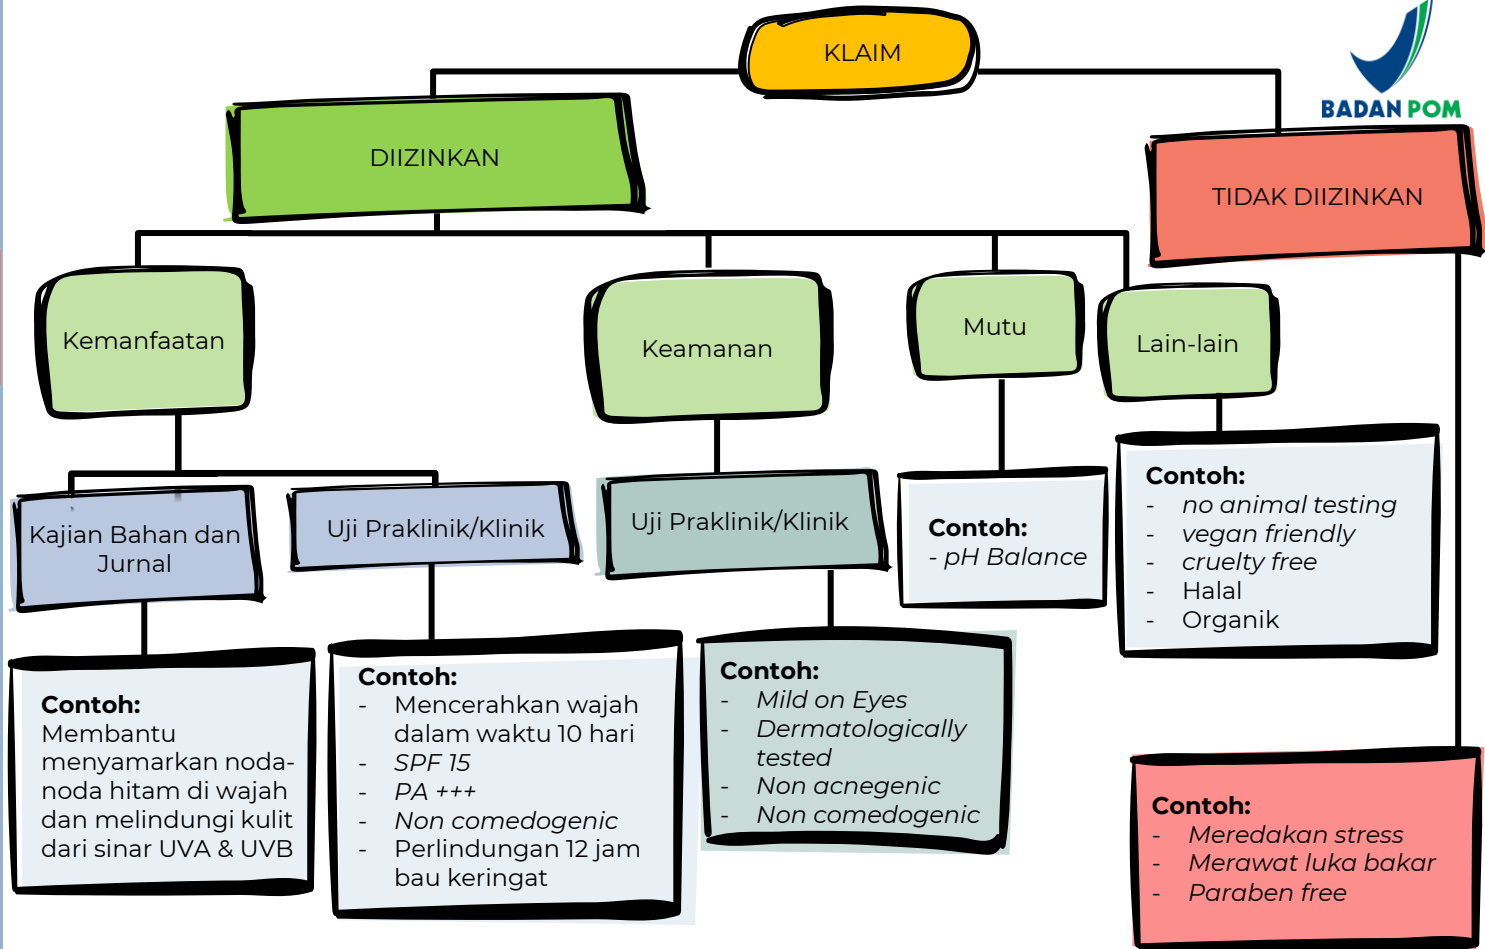 KLAIM
BADAN POM
DIIZINKAN
TIDAK DIIZINKAN
Kemanfaatan
Keamanan
Mutu
Lain-lain
Kajian Bahan dan
Jurnal
Uji Praklinik/Klinik
Uji Praklinik/Klinik
Contoh:
- pH Balance
Contoh:
- no animal testing
- vegan friendly
- cruelty free
- Halal
- Organik
Contoh:
Membantu
menyamarkan noda-
noda hitam di wajah
dan melindungi kulit
dari sinar UVA & UVB
Contoh:
- Mencerahkan wajah
dalam waktu 10 hari
- SPF 15
- PA +++
- Non comedogenic
- Perlindungan 12 jam
bau keringat
Contoh:
- Mild on Eyes
- Dermatologically
tested
- Non acnegenic
- Non comedogenic
Contoh:
- Meredakan stress
- Merawat luka bakar
- Paraben free